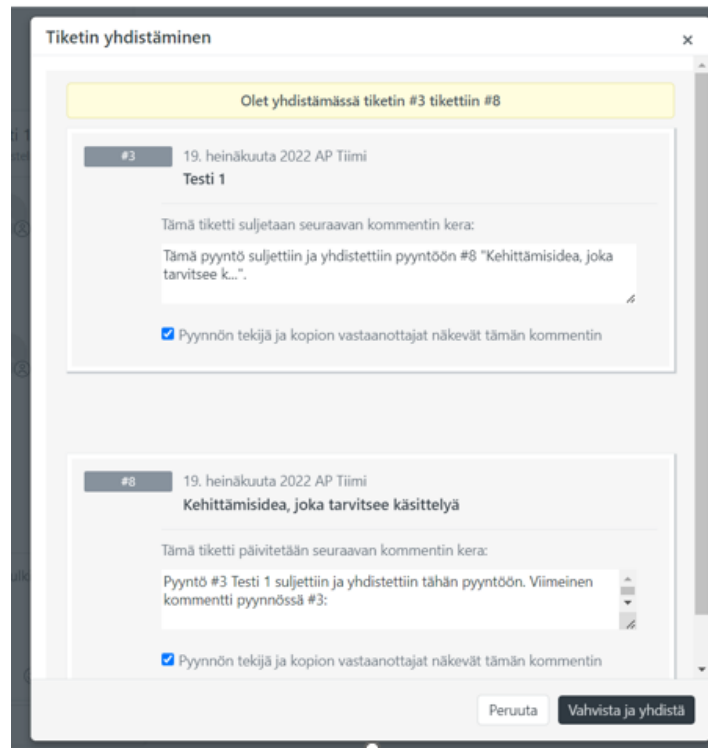 Tiketin yhdistäminen
×
Olet yhdistämässä tiketin #3 tikettiin #8
#3
19. heinäkuuta 2022 AP Tiimi
Testi 1
Tämä tiketti suljetaan seuraavan kommentin kera:
Tämä pyyntö suljettiin ja yhdistettiin pyyntöön #8 "Kehittämisidea, joka
tarvitsee k...".
Pyynnön tekijä ja kopion vastaanottajat näkevät tämän kommentin
#8
19. heinäkuuta 2022 AP Tiimi
Kehittämisidea, joka tarvitsee käsittelyä
Tämä tiketti päivitetään seuraavan kommentin kera:
Pyyntö #3 Testi 1 suljettiin ja yhdistettiin tähän pyyntöön. Viimeinen
kommentti pyynnössä #3:
Pyynnön tekijä ja kopion vastaanottajat näkevät tämän kommentin
Peruuta
Vahvista ja yhdistä